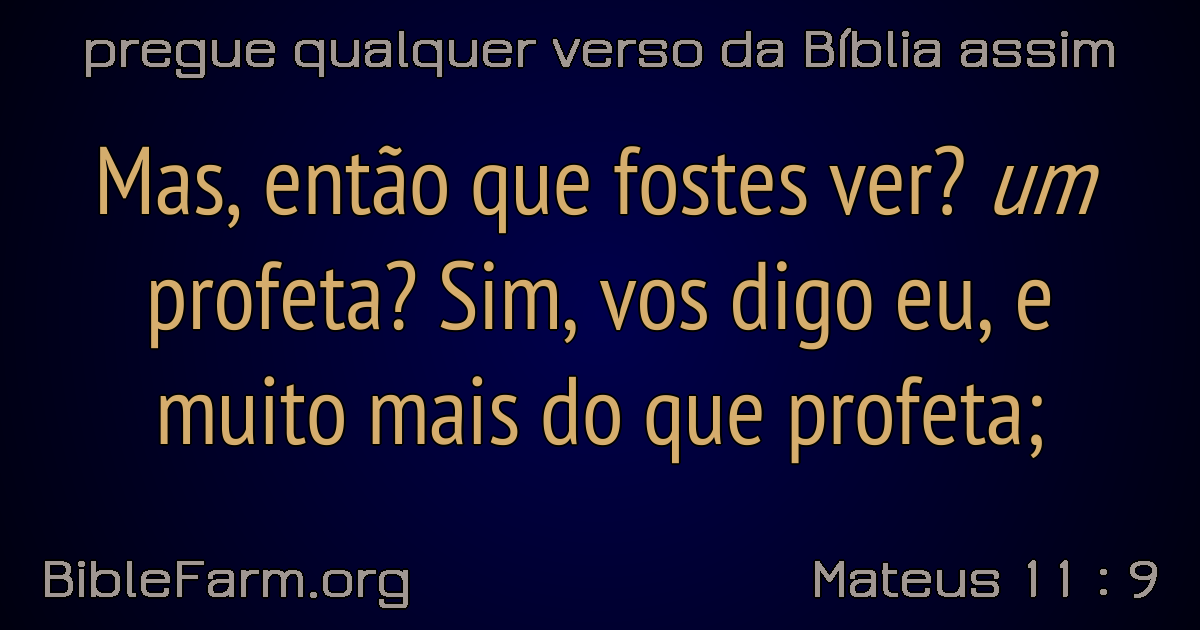 pregue qualquer verso da Bíblia assim
Mas, então que fostes ver? um
profeta? Sim, vos digo eu, e
muito mais do que profeta;
BibleFarm.org
Mateus 11 : 9